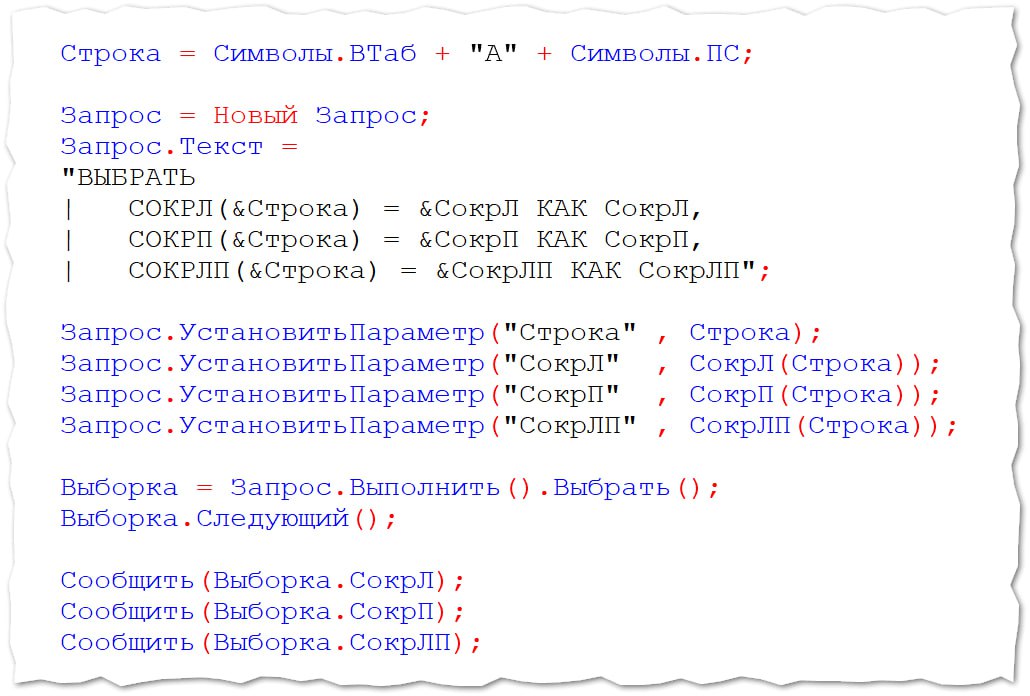 Строка = Символы.ВТаб + "А" + Символы.ПС;
Запрос = Новый Запрос;
Запрос.Текст =
"ВЫБРАТЬ
|   СОКРЛ(&Строка) = &СокрЛ КАК СокрЛ,
|   СОКРП(&Строка) = &СокрП КАК СокрП,
|   СОКРЛП(&Строка) = &СокрЛП КАК СокрЛП";
Запрос.УстановитьПараметр("Строка" , Строка);
Запрос.УстановитьПараметр("СокрЛ"  , СокрЛ(Строка));
Запрос.УстановитьПараметр("СокрП"  , СокрП(Строка));
Запрос.УстановитьПараметр("СокрЛП" , СокрЛП(Строка));
Выборка = Запрос.Выполнить().Выбрать();
Выборка.Следующий();
Сообщить(Выборка.СокрЛ);
Сообщить(Выборка.СокрП);
Сообщить(Выборка.СокрЛП);